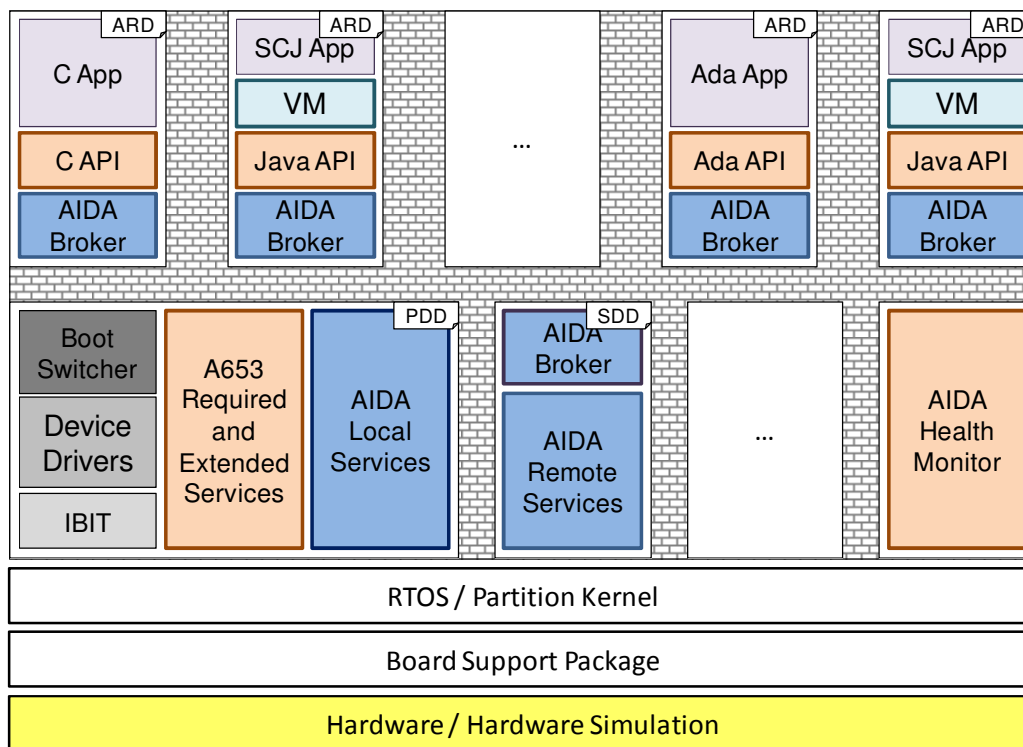 ARD
C App
C API
AIDA
Broker
ARD
SCJ App
VM
Java API
AIDA
Broker
...
ARD
Ada App
Ada API
AIDA
Broker
ARD
SCJ App
VM
Java API
AIDA
Broker
Boot
Switcher
Device
Drivers
IBIT
A653
Required
and
Extended
Services
PDD
AIDA
Local
Services
SDD
AIDA
Broker
AIDA
Remote
Services
...
AIDA
Health
Monitor
RTOS / Partition Kernel
Board Support Package
Hardware / Hardware Simulation